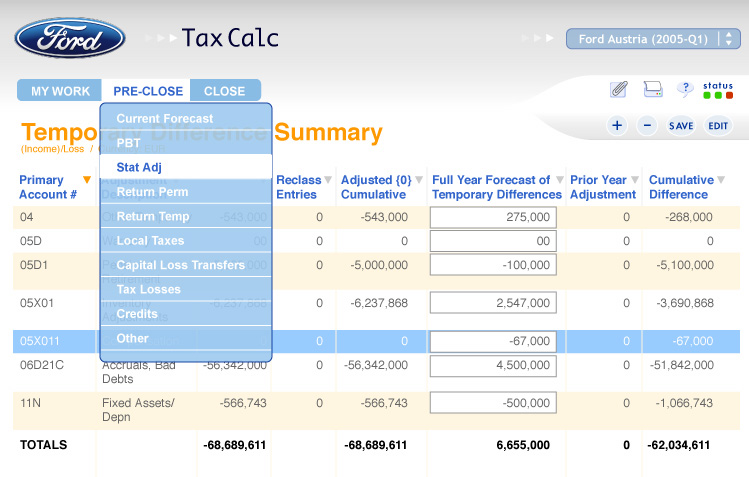 Ford
Tax Calc
Ford Austria (2005-Q1)
MY WORK PRE-CLOSE CLOSE
status
+ - SAVE EDIT
Temporary Difference Summary
(Income)/Loss /
Current Forecast
PBT
Stat Adj
Return Perm
Return Temp
Local Taxes
Capital Loss Transfers
Tax Losses
Credits
Other
Primary Account # Reclass Entries Adjusted {0} Cumulative Full Year Forecast of Temporary Differences Prior Year Adjustment Cumulative Difference
04 -543,000 0 -543,000 275,000 0 -268,000
05D 00 0 0 00 0 0
05D1 0 -5,000,000 -100,000 0 -5,100,000
05X01 -6,237,868 0 -6,237,868 2,547,000 0 -3,690,868
05X011 0 0 0 -67,000 0 -67,000
06D21C Accruals, Bad Debts -56,342,000 0 -56,342,000 4,500,000 0 -51,842,000
11N Fixed Assets/ Depn -566,743 0 -566,743 -500,000 0 -1,066,743
TOTALS -68,689,611 -68,689,611 6,655,000 0 -62,034,611